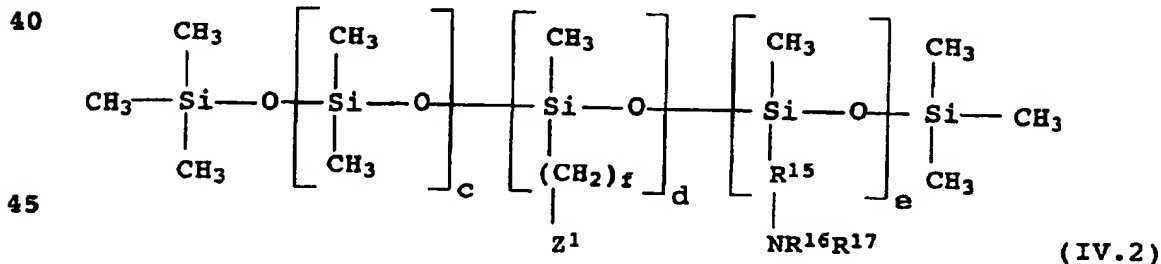 40
CH₃ CH₃ CH₃ CH₃ CH₃
CH₃—Si—O—[Si—O—]c—[Si—O—]d—[Si—O—]e—Si—CH₃
CH₃ CH₃ (CH₂)f R¹⁵ CH₃
45
Z¹ NR¹⁶R¹⁷
(IV.2)